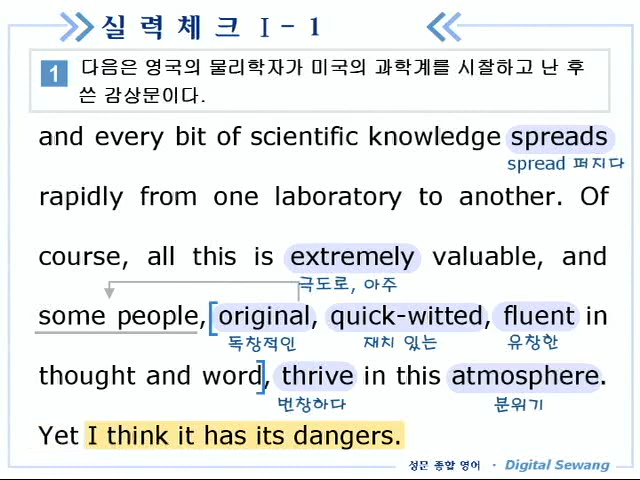 실 력 체 크 I - 1
1 다음은 영국의 물리학자가 미국의 과학계를 시찰하고 난 후
쓴 감상문이다.
and every bit of scientific knowledge spreads
spread 퍼지다
rapidly from one laboratory to another. Of
course, all this is extremely valuable, and
극도로, 아주
some people, [original, quick-witted, fluent in
독창적인 재치 있는 유창한
thought and word], thrive in this atmosphere.
번창하다 분위기
Yet I think it has its dangers.
성문 종합 영어 · Digital Sewang